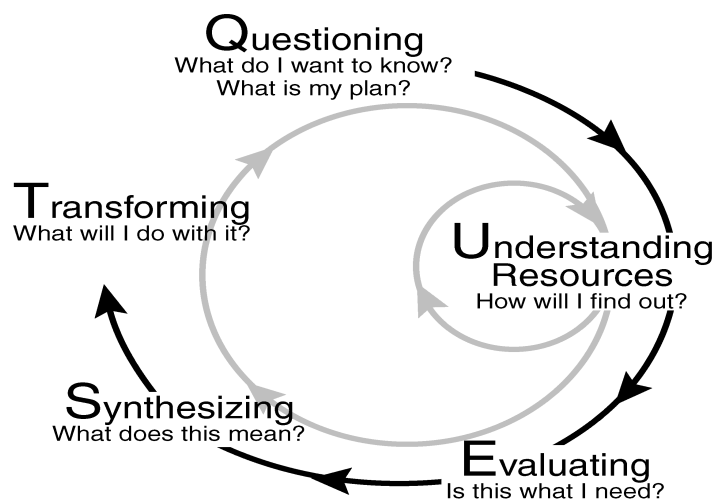 Questioning
What do I want to know?
What is my plan?
Understanding
Resources
How will I find out?
Evaluating
Is this what I need?
Synthesizing
What does this mean?
Transforming
What will I do with it?